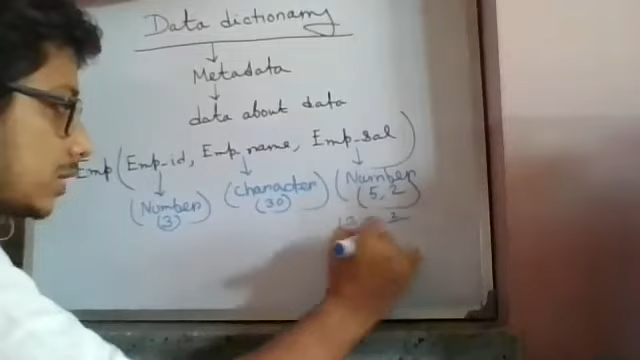 Data dictionary
Metadata
data about data
Emp (Emp-id, Emp name, Emp-sal)
(Number (3)) (character (30)) (Number (5, 2))